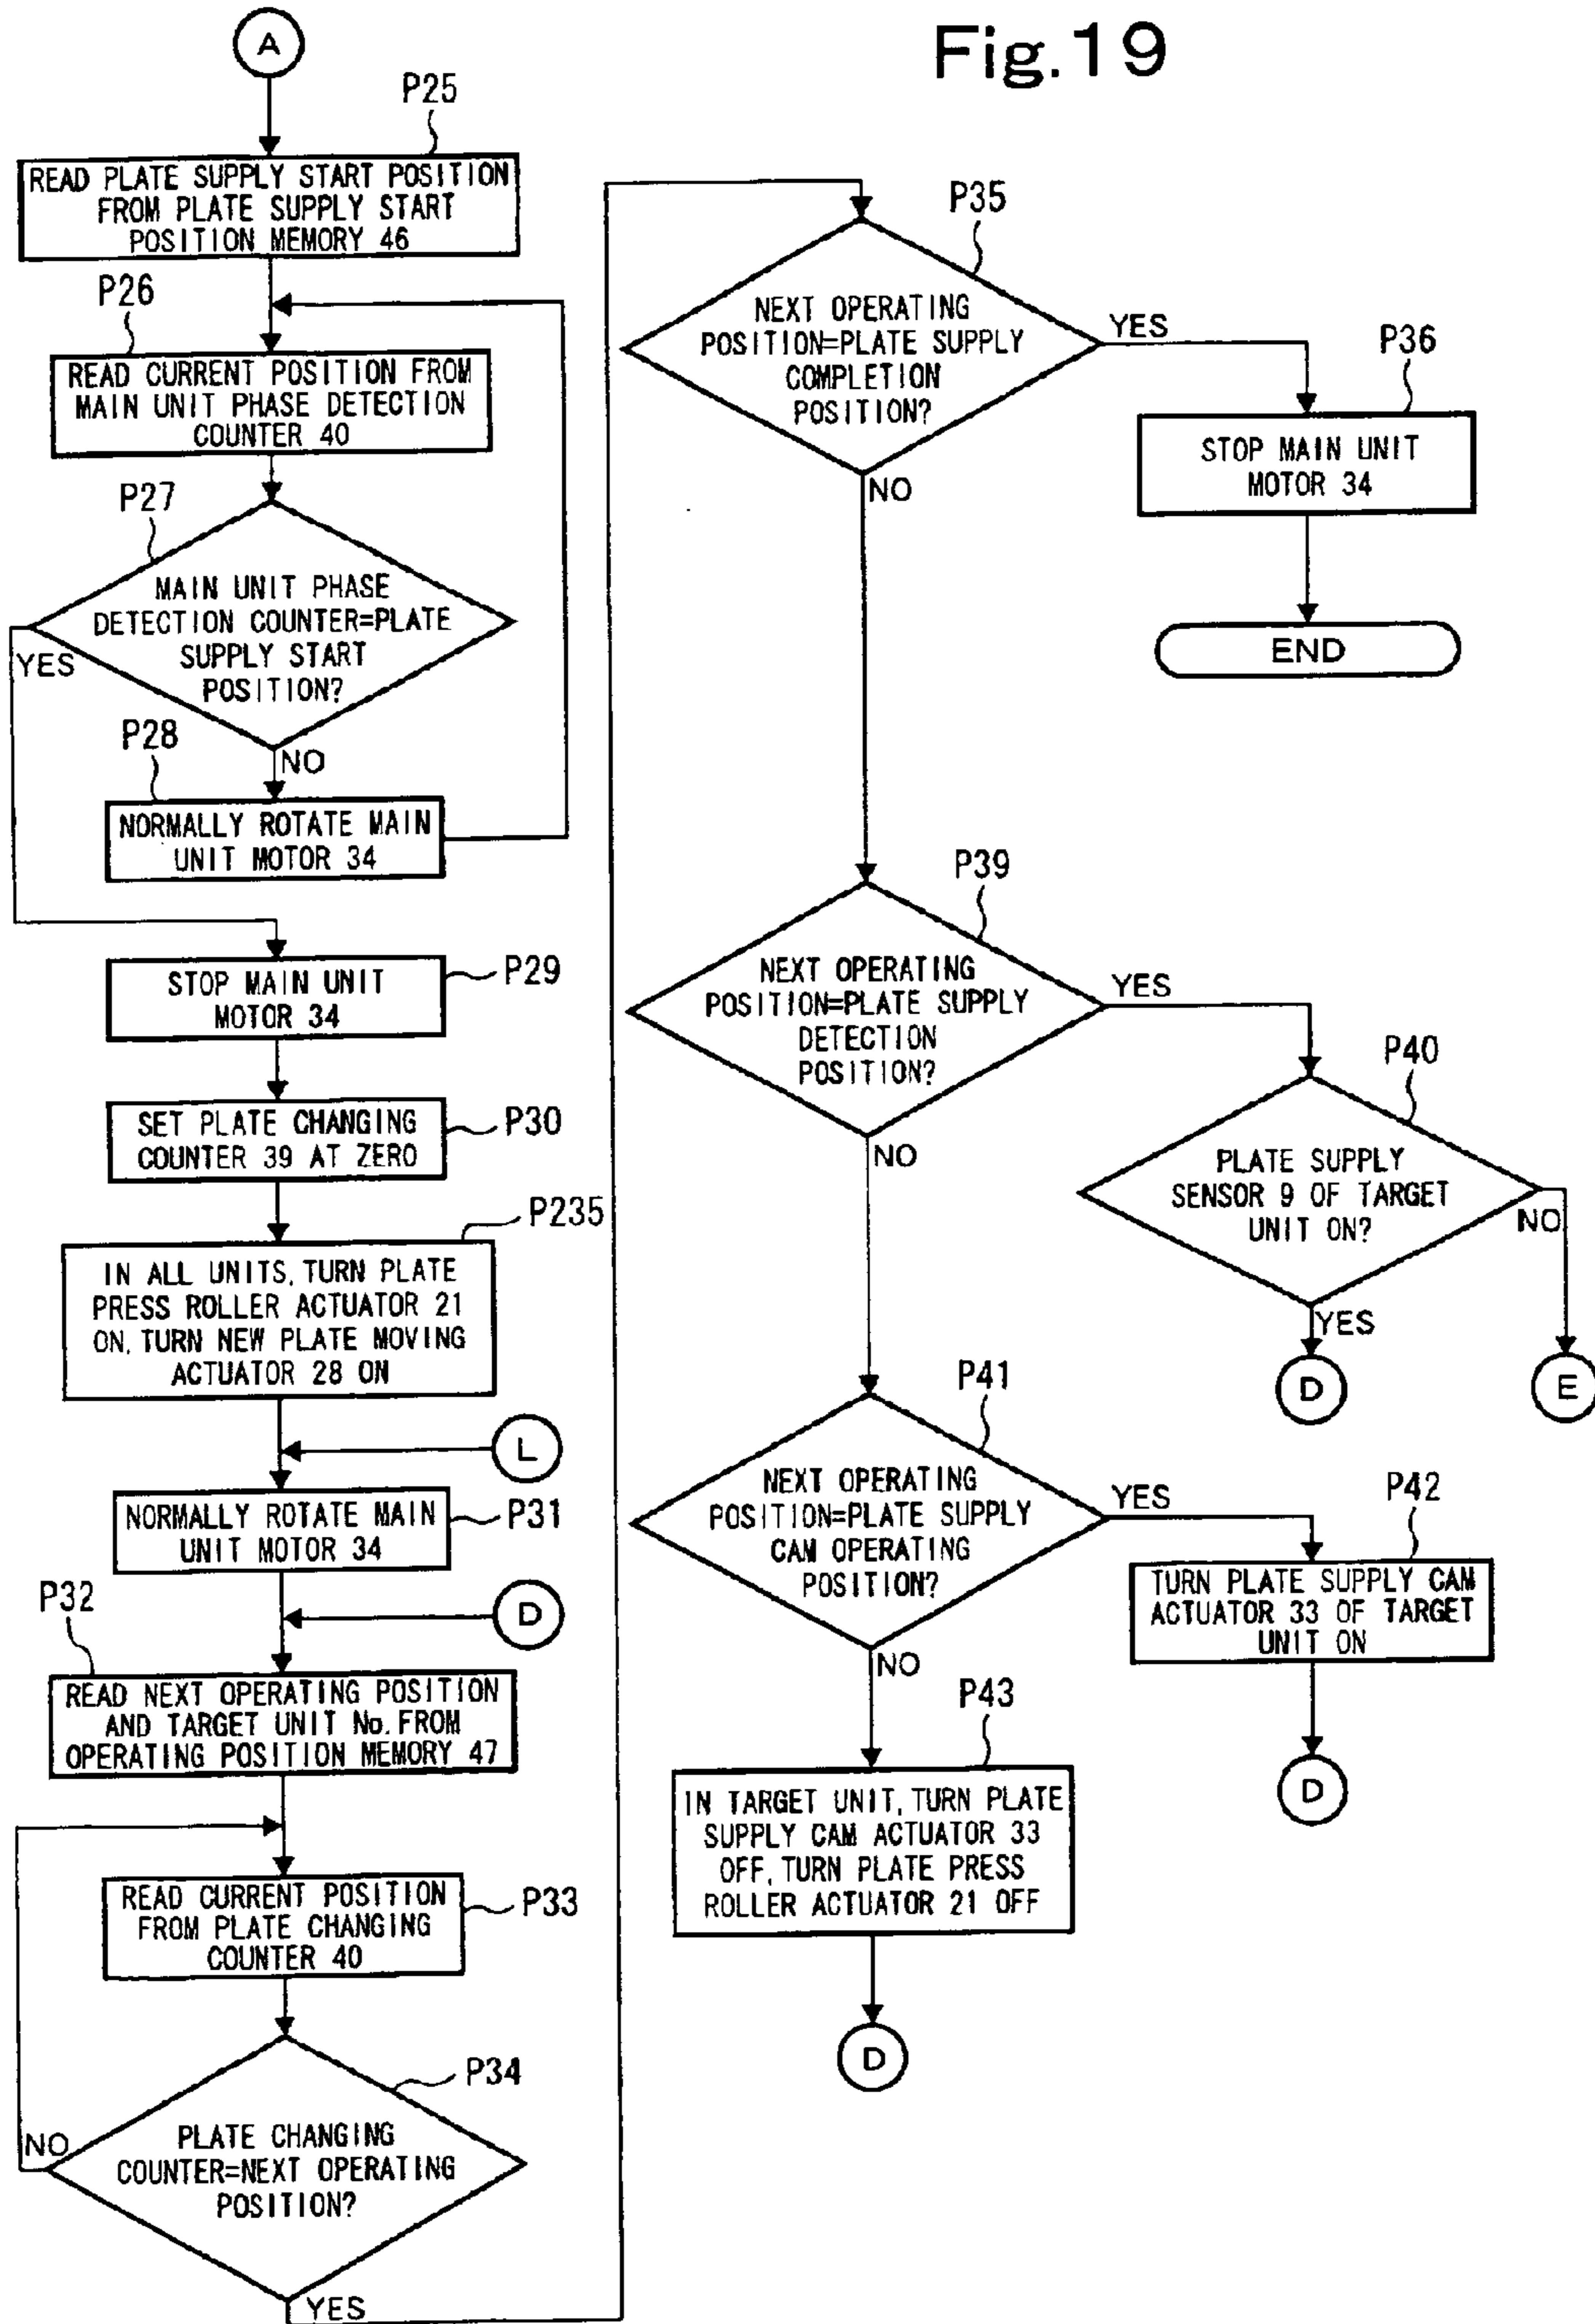 Fig.19
A
P25
READ PLATE SUPPLY START POSITION
FROM PLATE SUPPLY START
POSITION MEMORY 46
P26
READ CURRENT POSITION FROM
MAIN UNIT PHASE DETECTION
COUNTER 40
P27
MAIN UNIT PHASE
DETECTION COUNTER=PLATE
SUPPLY START
POSITION?
YES
NO
P28
NORMALLY ROTATE MAIN
UNIT MOTOR 34
STOP MAIN UNIT
MOTOR 34
P29
SET PLATE CHANGING
COUNTER 39 AT ZERO
P30
P235
IN ALL UNITS, TURN PLATE
PRESS ROLLER ACTUATOR 21
ON, TURN NEW PLATE MOVING
ACTUATOR 28 ON
L
NORMALLY ROTATE MAIN
UNIT MOTOR 34
P31
D
P32
READ NEXT OPERATING POSITION
AND TARGET UNIT No. FROM
OPERATING POSITION MEMORY 47
READ CURRENT POSITION
FROM PLATE CHANGING
COUNTER 40
P33
P34
PLATE CHANGING
COUNTER=NEXT OPERATING
POSITION?
NO
YES
P35
NEXT OPERATING
POSITION=PLATE SUPPLY
COMPLETION
POSITION?
YES
NO
P36
STOP MAIN UNIT
MOTOR 34
END
P39
NEXT OPERATING
POSITION=PLATE SUPPLY
DETECTION
POSITION?
YES
NO
P40
PLATE SUPPLY
SENSOR 9 OF TARGET
UNIT ON?
NO
YES
D
E
P41
NEXT OPERATING
POSITION=PLATE SUPPLY
CAM OPERATING
POSITION?
YES
NO
P42
TURN PLATE SUPPLY CAM
ACTUATOR 33 OF TARGET
UNIT ON
D
P43
IN TARGET UNIT, TURN PLATE
SUPPLY CAM ACTUATOR 33
OFF, TURN PLATE PRESS
ROLLER ACTUATOR 21 OFF
D